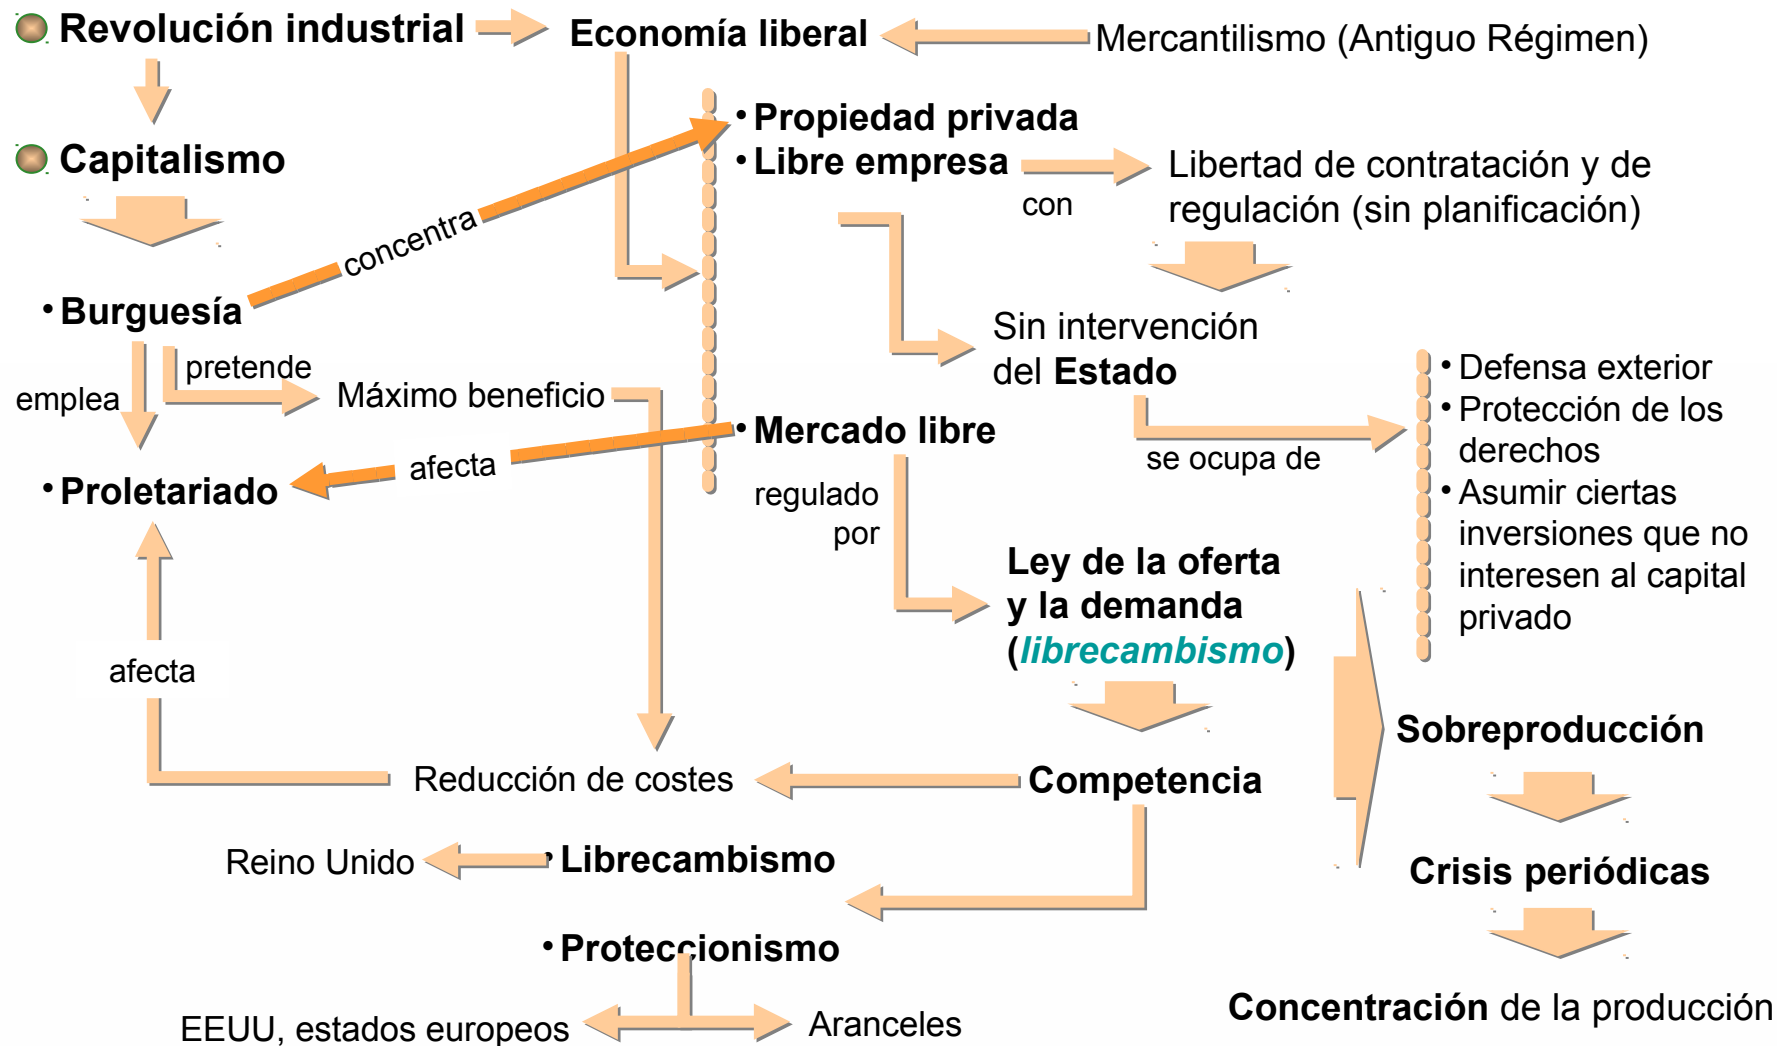 Revolución industrial
Economía liberal
Mercantilismo (Antiguo Régimen)
• Propiedad privada
• Libre empresa
con
Libertad de contratación y de
regulación (sin planificación)
Capitalismo
concentra
• Burguesía
emplea
pretende
Máximo beneficio
Sin intervención
del Estado
se ocupa de
• Defensa exterior
• Protección de los
derechos
• Asumir ciertas
inversiones que no
interesen al capital
privado
• Mercado libre
afecta
• Proletariado
regulado
por
Ley de la oferta
y la demanda
(librecambismo)
afecta
Sobreproducción
Reducción de costes
Competencia
Reino Unido
• Librecambismo
Crisis periódicas
• Proteccionismo
EEUU, estados europeos
Aranceles
Concentración de la producción